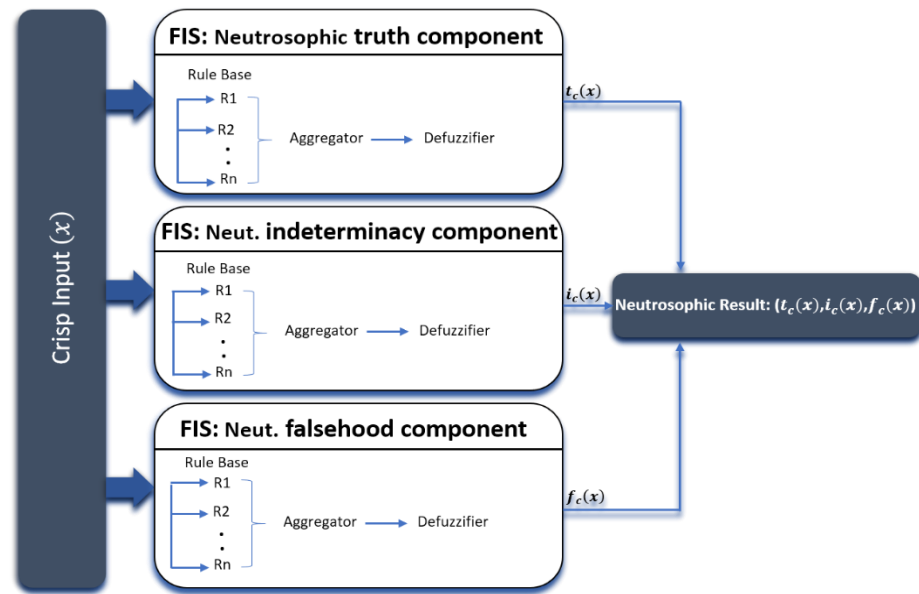 Crisp Input (x)
FIS: Neutrosophic truth component
Rule Base
R1
R2
Rn
Aggregator
Defuzzifier
t_c(x)
FIS: Neut. indeterminacy component
Rule Base
R1
R2
Rn
Aggregator
Defuzzifier
i_c(x)
FIS: Neut. falsehood component
Rule Base
R1
R2
Rn
Aggregator
Defuzzifier
f_c(x)
Neutrosophic Result: (t_c(x),i_c(x),f_c(x))